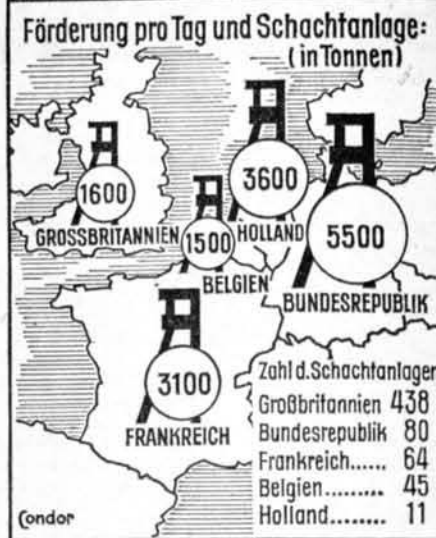 Förderung pro Tag und Schachtanlage:
(in Tonnen)
1600
GROSSBRITANNIEN
3600
HOLLAND
1500
BELGIEN
5500
BUNDESREPUBLIK
3100
FRANKREICH
Zahl d. Schachtanlagen
Großbritannien 438
Bundesrepublik 80
Frankreich...... 64
Belgien......... 45
Holland........ 11
Condor